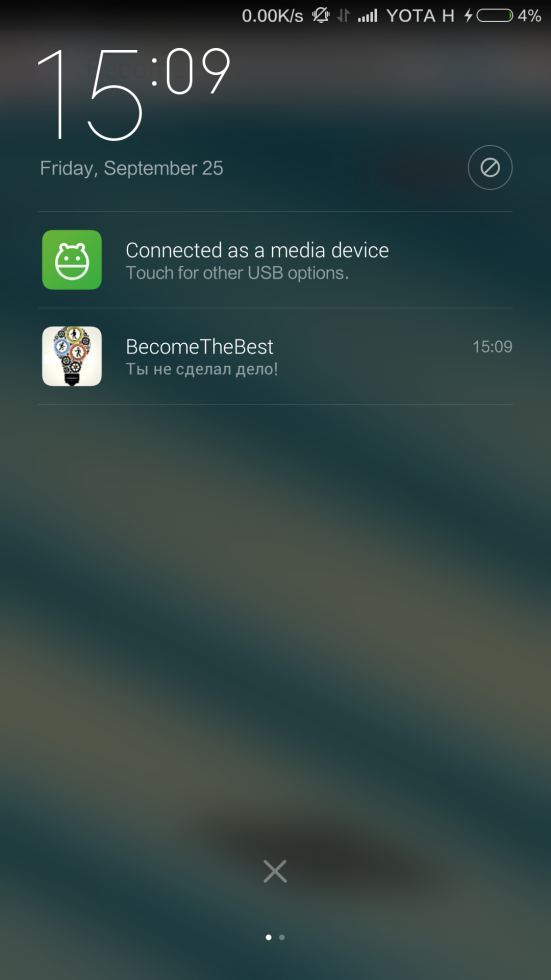 0.00K/s YOTA H 4%
15:09
Friday, September 25
Connected as a media device
Touch for other USB options.
BecomeTheBest 15:09
Ты не сделал дело!